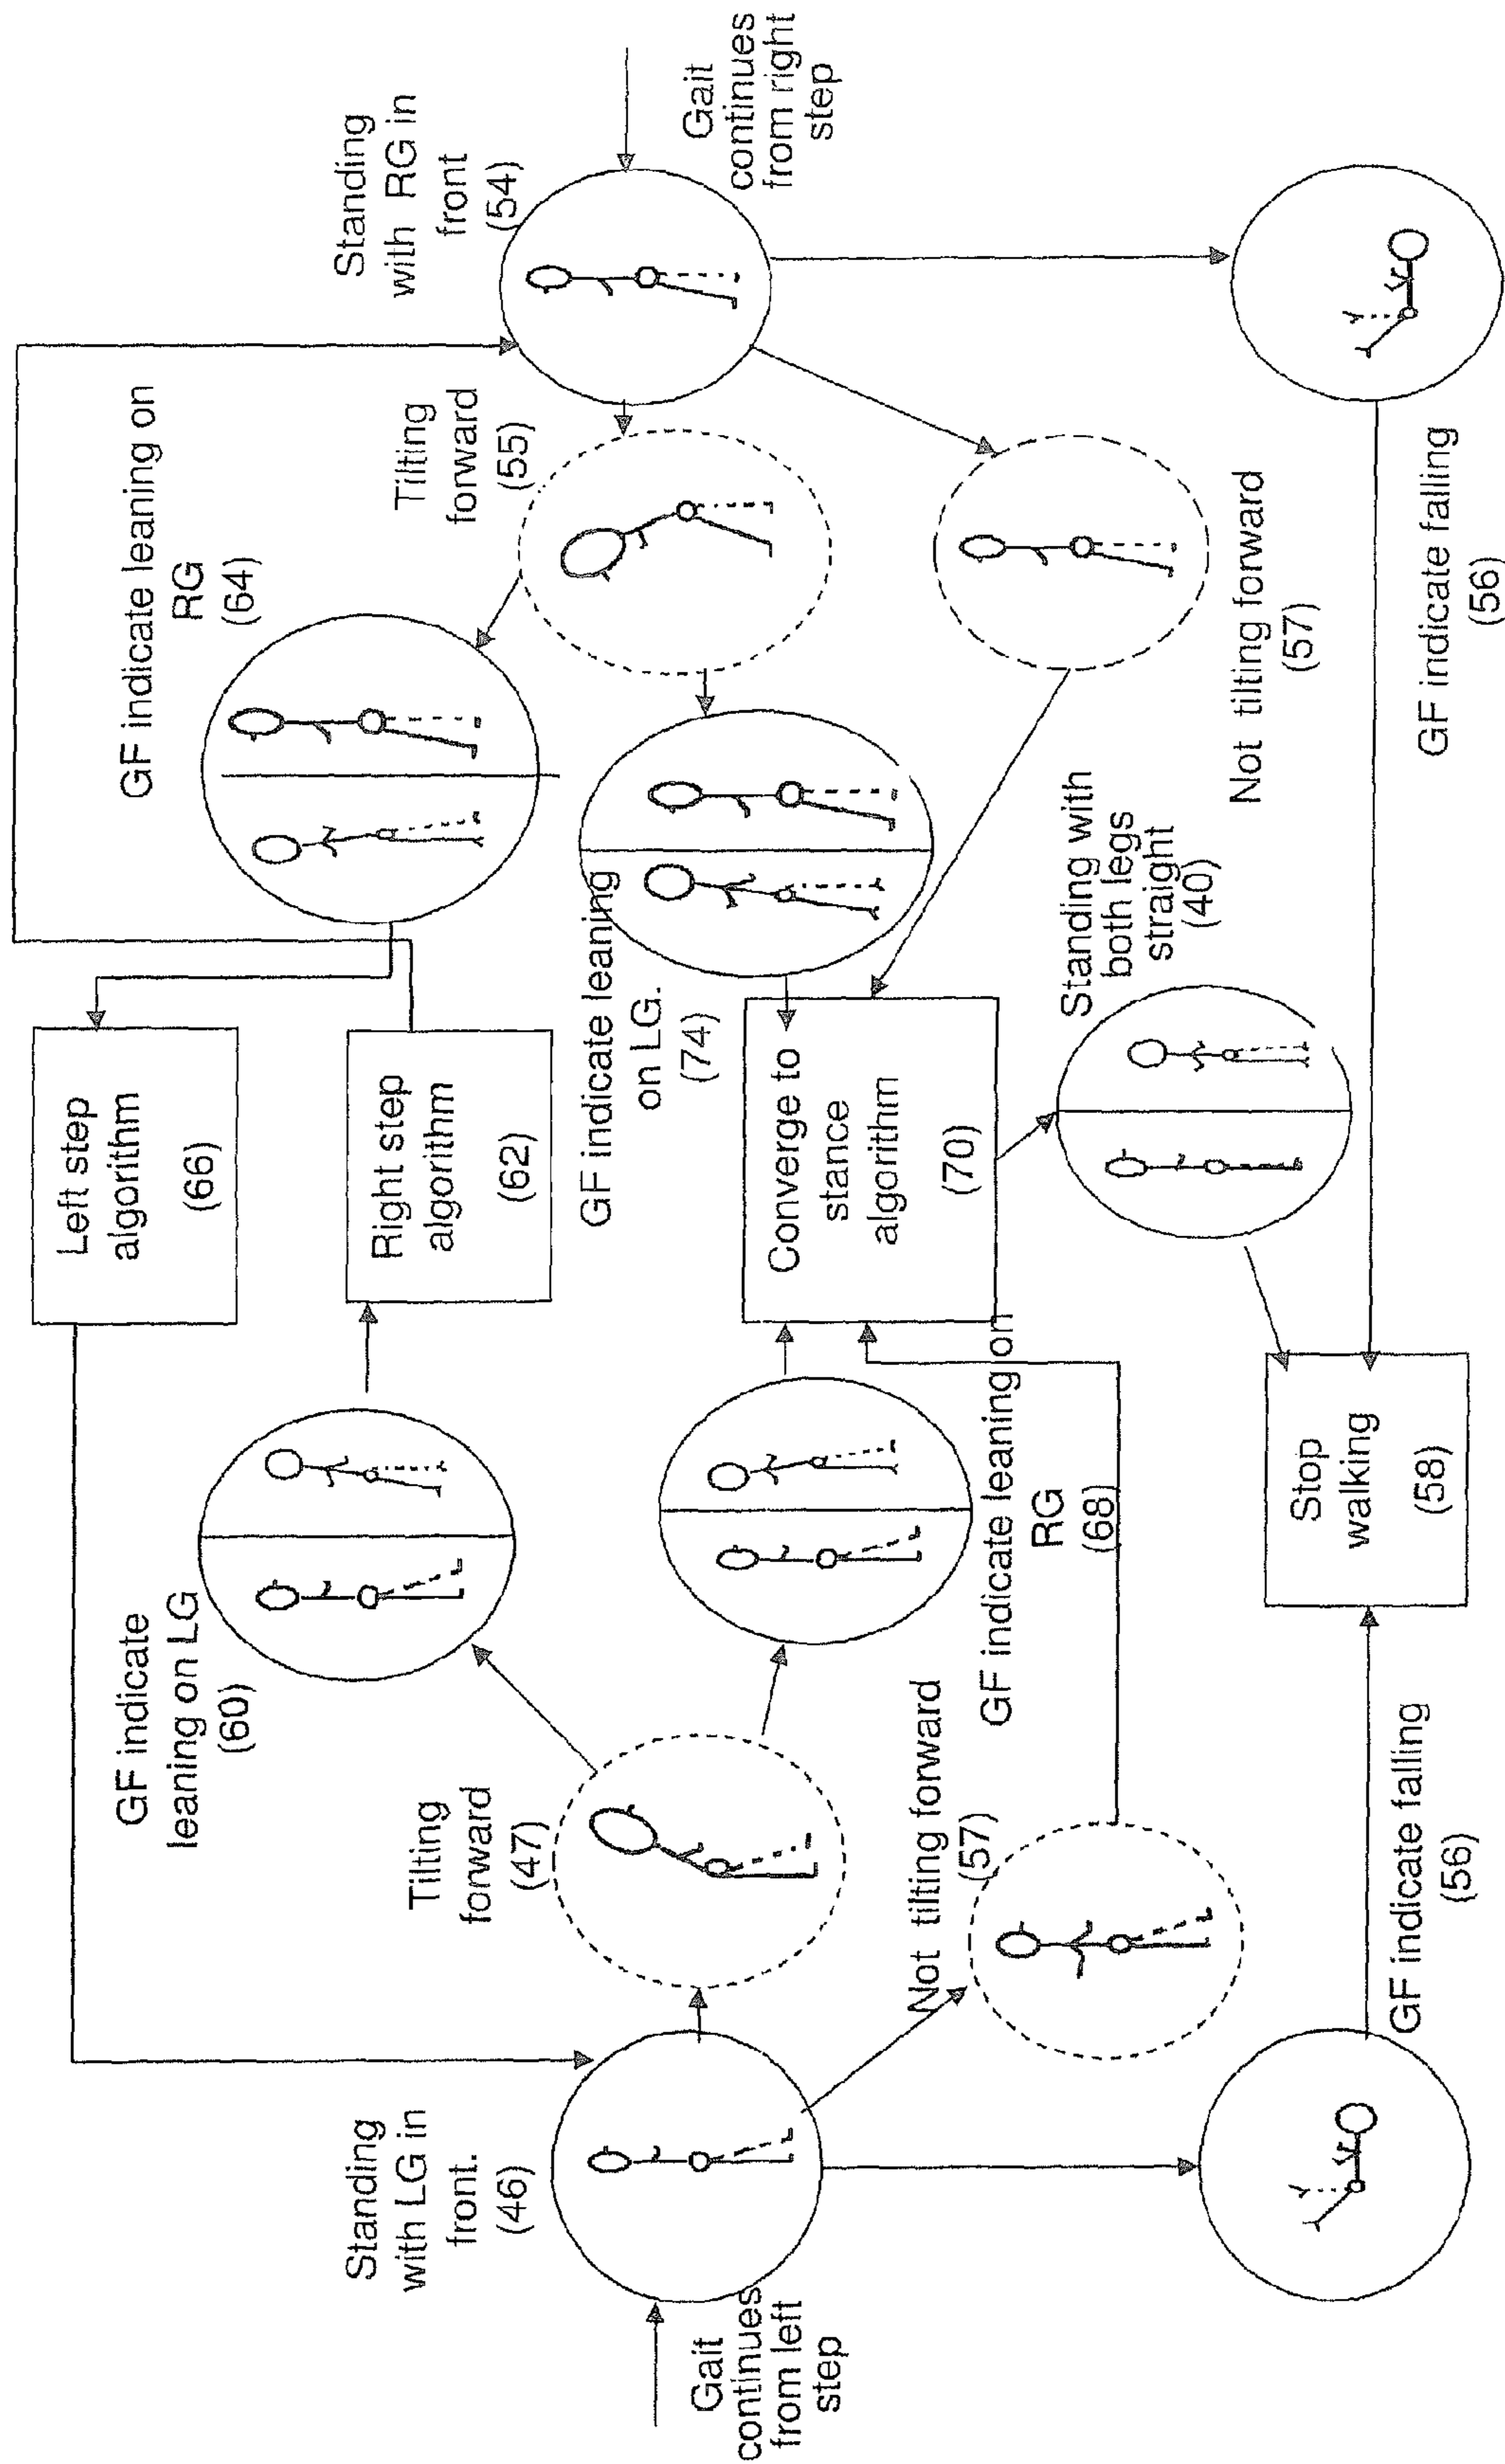 Gait
continues
from left
step
Standing
with LG in
front.
(46)
Tilting
forward
(47)
Not tilting forward
(57)
GF indicate falling
(56)
GF indicate
leaning on LG
(60)
GF indicate leaning on
RG
(68)
Left step
algorithm
(66)
Right step
algorithm
(62)
Converge to
stance
algorithm
(70)
Stop
walking
(58)
Standing with
both legs
straight
(40)
GF indicate leaning
on LG.
(74)
GF indicate leaning on
RG
(64)
Tilting
forward
(55)
Not tilting forward
(57)
GF indicate falling
(56)
Standing
with RG in
front
(54)
Gait
continues
from right
step